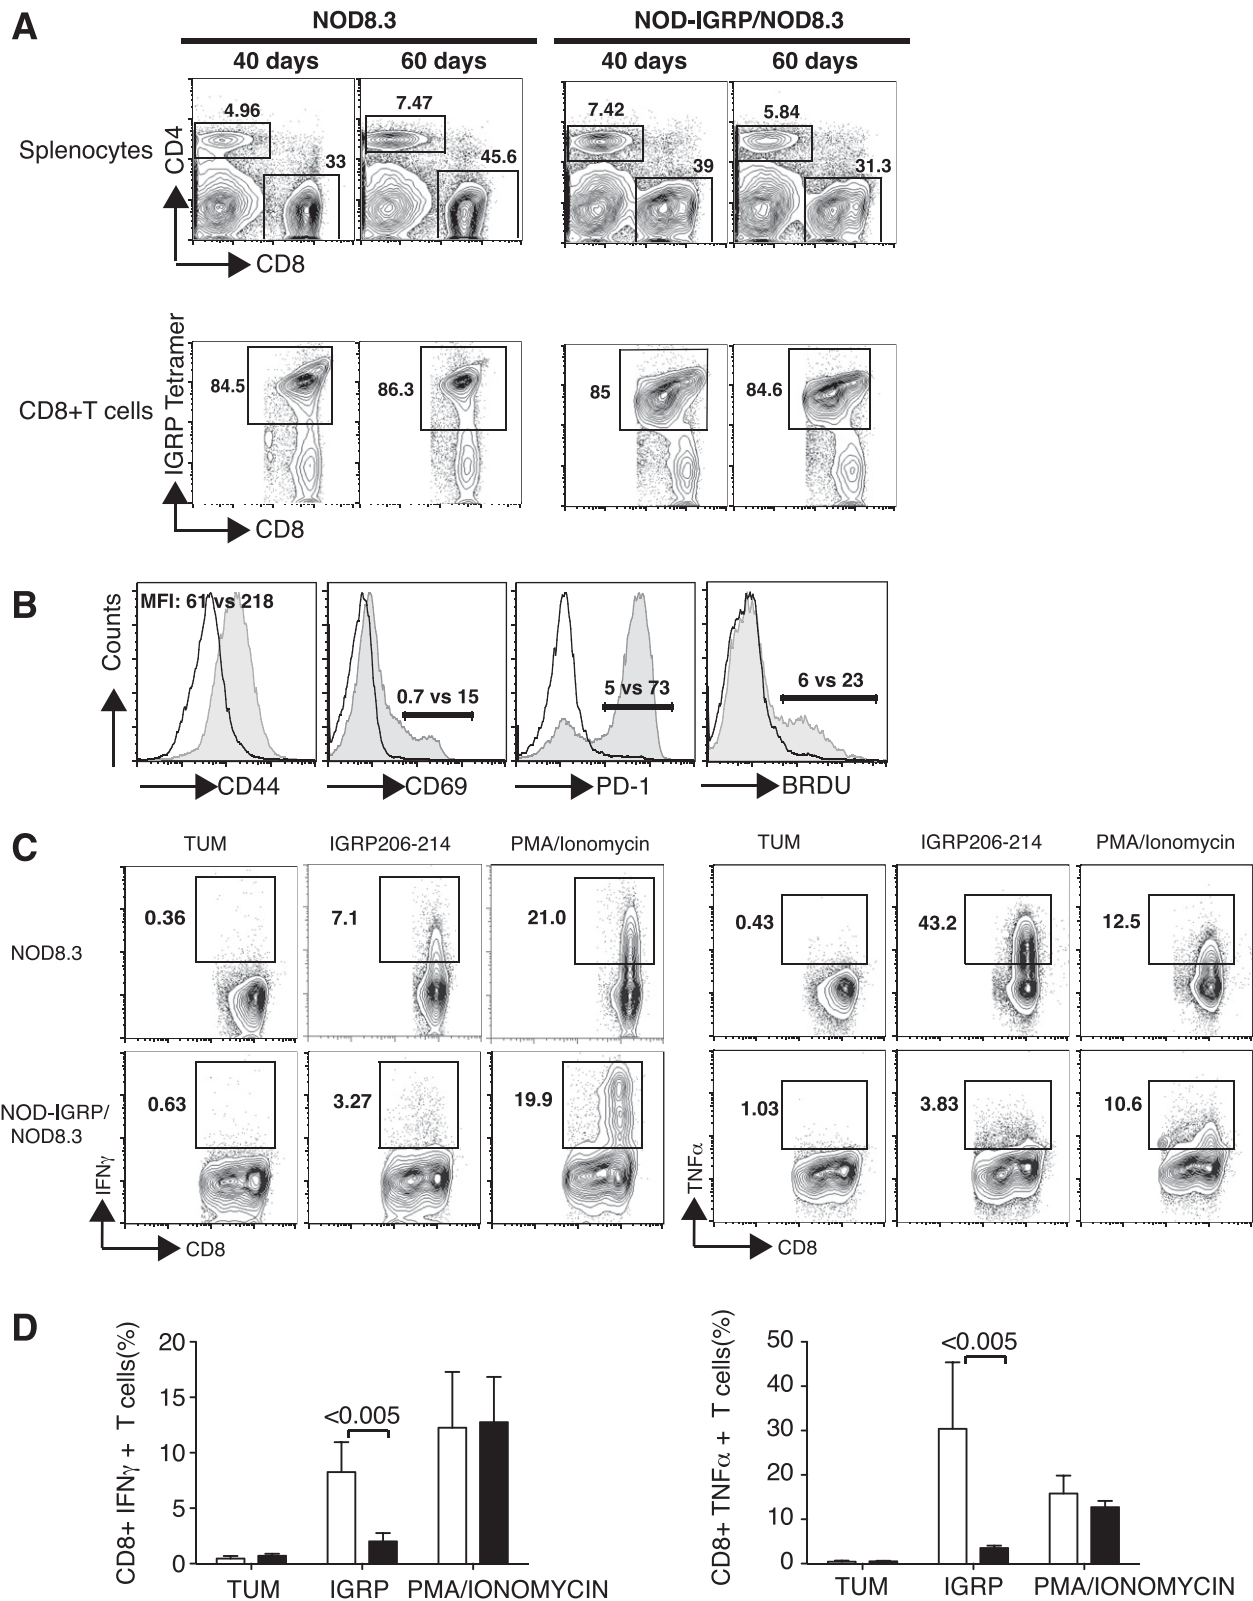 A
NOD8.3
NOD-IGRP/NOD8.3
40 days
60 days
40 days
60 days
Splenocytes
CD4
4.96
33
7.47
45.6
7.42
39
5.84
31.3
CD8
CD8+T cells
IGRP Tetramer
84.5
86.3
85
84.6
CD8
B
Counts
MFI: 61 vs 218
0.7 vs 15
5 vs 73
6 vs 23
CD44
CD69
PD-1
BRDU
C
TUM
IGRP206-214
PMA/Ionomycin
TUM
IGRP206-214
PMA/Ionomycin
NOD8.3
0.36
7.1
21.0
0.43
43.2
12.5
NOD-IGRP/
NOD8.3
0.63
3.27
19.9
1.03
3.83
10.6
IFNγ
CD8
TNFα
CD8
D
CD8+ IFNγ + T cells(%)
20
15
10
5
0
<0.005
TUM
IGRP
PMA/IONOMYCIN
CD8+ TNFα + T cells(%)
50
40
30
20
10
0
<0.005
TUM
IGRP
PMA/IONOMYCIN